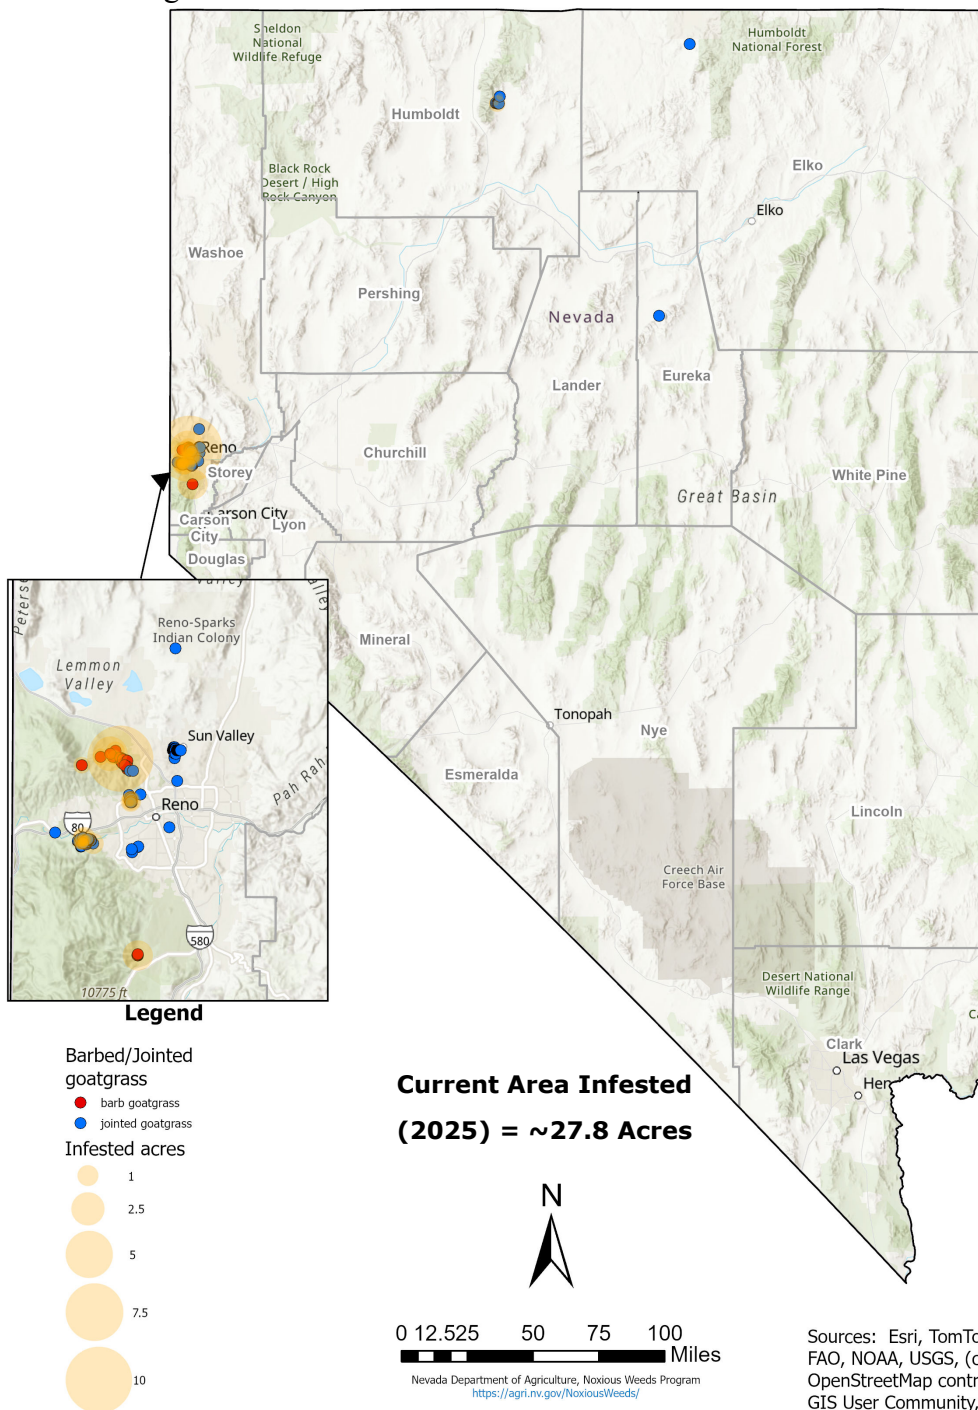 Sheldon
National
Wildlife Refuge
Humboldt
National Forest
Humboldt
Elko
Black Rock
Desert / High
Rock Canyon
Elko
Washoe
Pershing
Nevada
Lander
Eureka
Reno
Storey
Churchill
White Pine
Great Basin
Carson City
Carson
City
Lyon
Douglas
Valley
Mineral
Tonopah
Nye
Esmeralda
Lincoln
Creech Air
Force Base
Desert National
Wildlife Range
Clark
Las Vegas
Reno-Sparks
Indian Colony
Lemmon
Valley
Sun Valley
Pah Rah
Reno
80
580
10775 ft
Legend
Barbed/Jointed
goatgrass
barb goatgrass
jointed goatgrass
Infested acres
1
2.5
5
7.5
10
Current Area Infested
(2025) = ~27.8 Acres
N
0 12.525 50 75 100
Miles
Nevada Department of Agriculture, Noxious Weeds Program
https://agri.nv.gov/NoxiousWeeds/
Sources: Esri, TomTo
FAO, NOAA, USGS, (c
OpenStreetMap contr
GIS User Community,